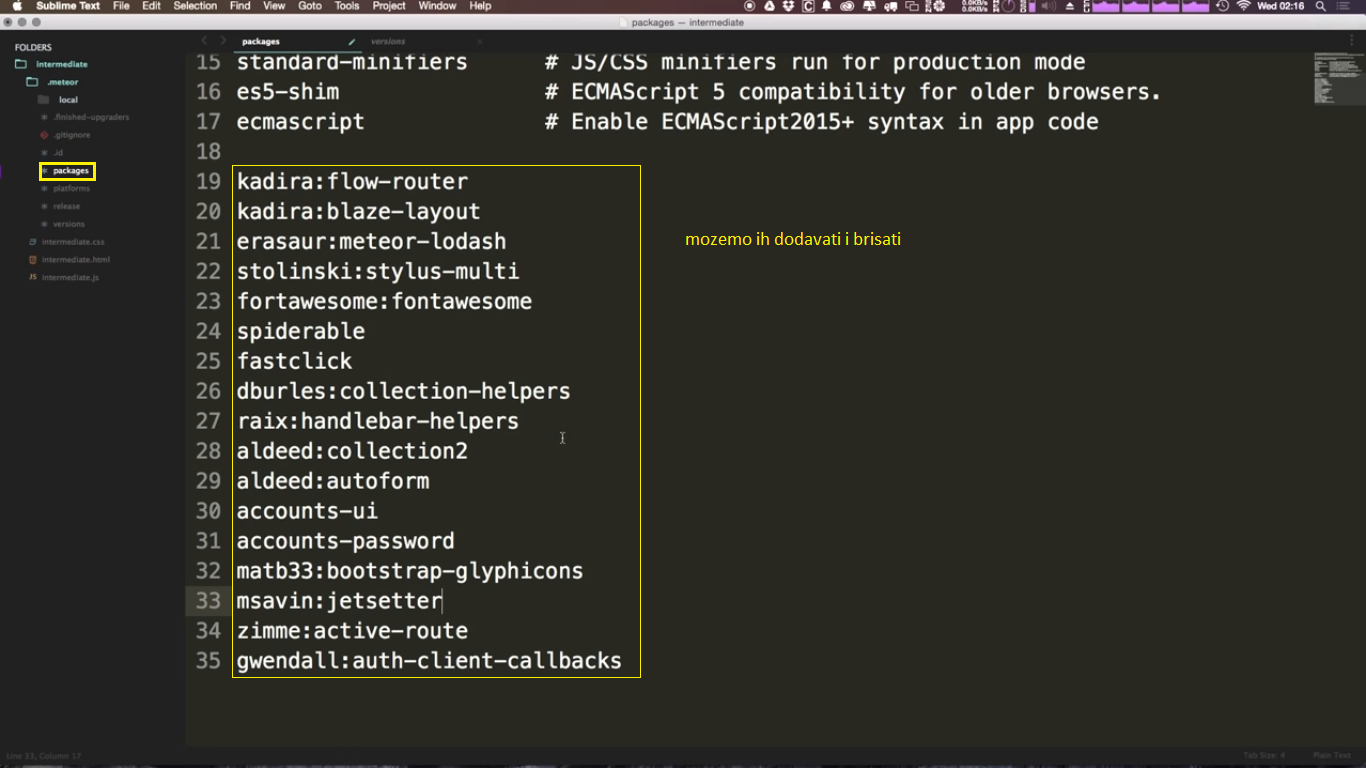 Sublime Text File Edit Selection Find View Goto Tools Project Window Help
0.0KB/s
0.0KB/s
Wed 02:16
packages — intermediate
FOLDERS
intermediate
.meteor
local
.finished-upgraders
.gitignore
.id
packages
platforms
release
versions
intermediate.css
intermediate.html
JS intermediate.js
packages versions
15 standard-minifiers # JS/CSS minifiers run for production mode
16 es5-shim # ECMAScript 5 compatibility for older browsers.
17 ecmascript # Enable ECMAScript2015+ syntax in app code
18
19 kadira:flow-router
20 kadira:blaze-layout
21 erasaur:meteor-lodash
22 stolinski:stylus-multi
23 fortawesome:fontawesome
24 spiderable
25 fastclick
26 dburles:collection-helpers
27 raix:handlebar-helpers
28 aldeed:collection2
29 aldeed:autoform
30 accounts-ui
31 accounts-password
32 matb33:bootstrap-glyphicons
33 msavin:jetsetter
34 zimme:active-route
35 gwendall:auth-client-callbacks
mozemo ih dodavati i brisati
Line 33, Column 17
Tab Size: 4 Plain Text